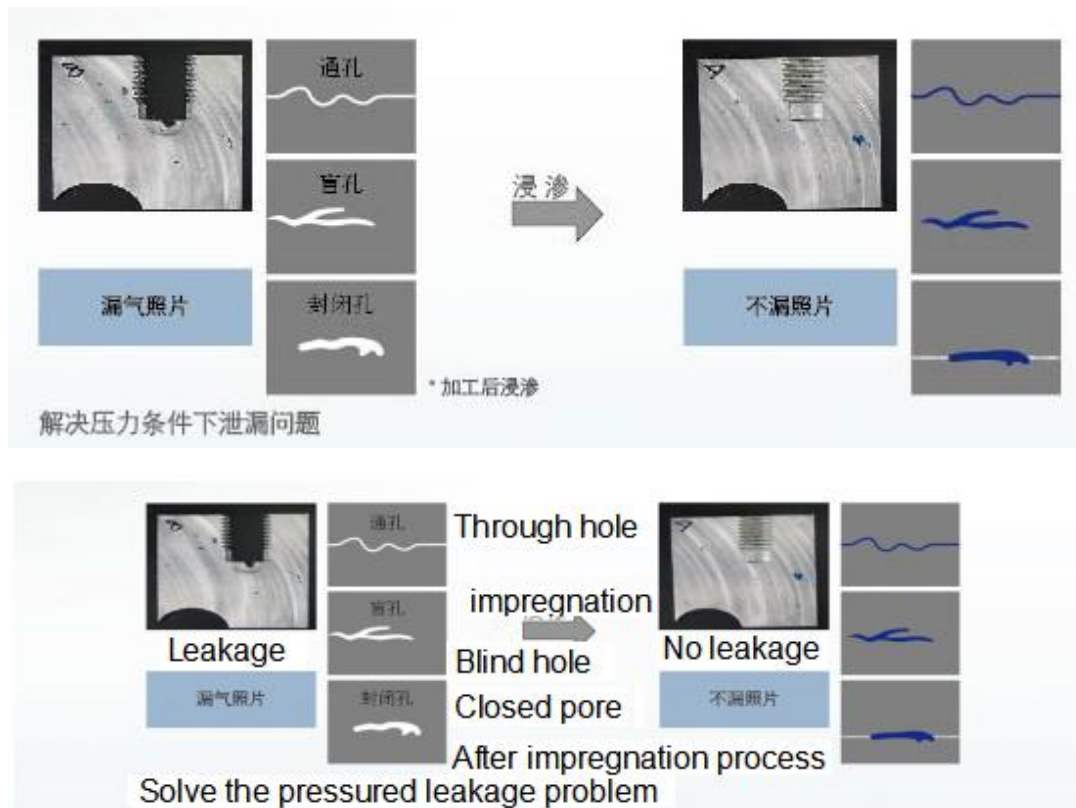 通孔
盲孔
浸 渗
漏气照片
封闭孔
不漏照片
* 加工后浸渗
解决压力条件下泄漏问题
通孔
Through hole
impregnation
盲孔
Leakage
Blind hole
No leakage
漏气照片
封闭孔
Closed pore
不漏照片
After impregnation process
Solve the pressured leakage problem